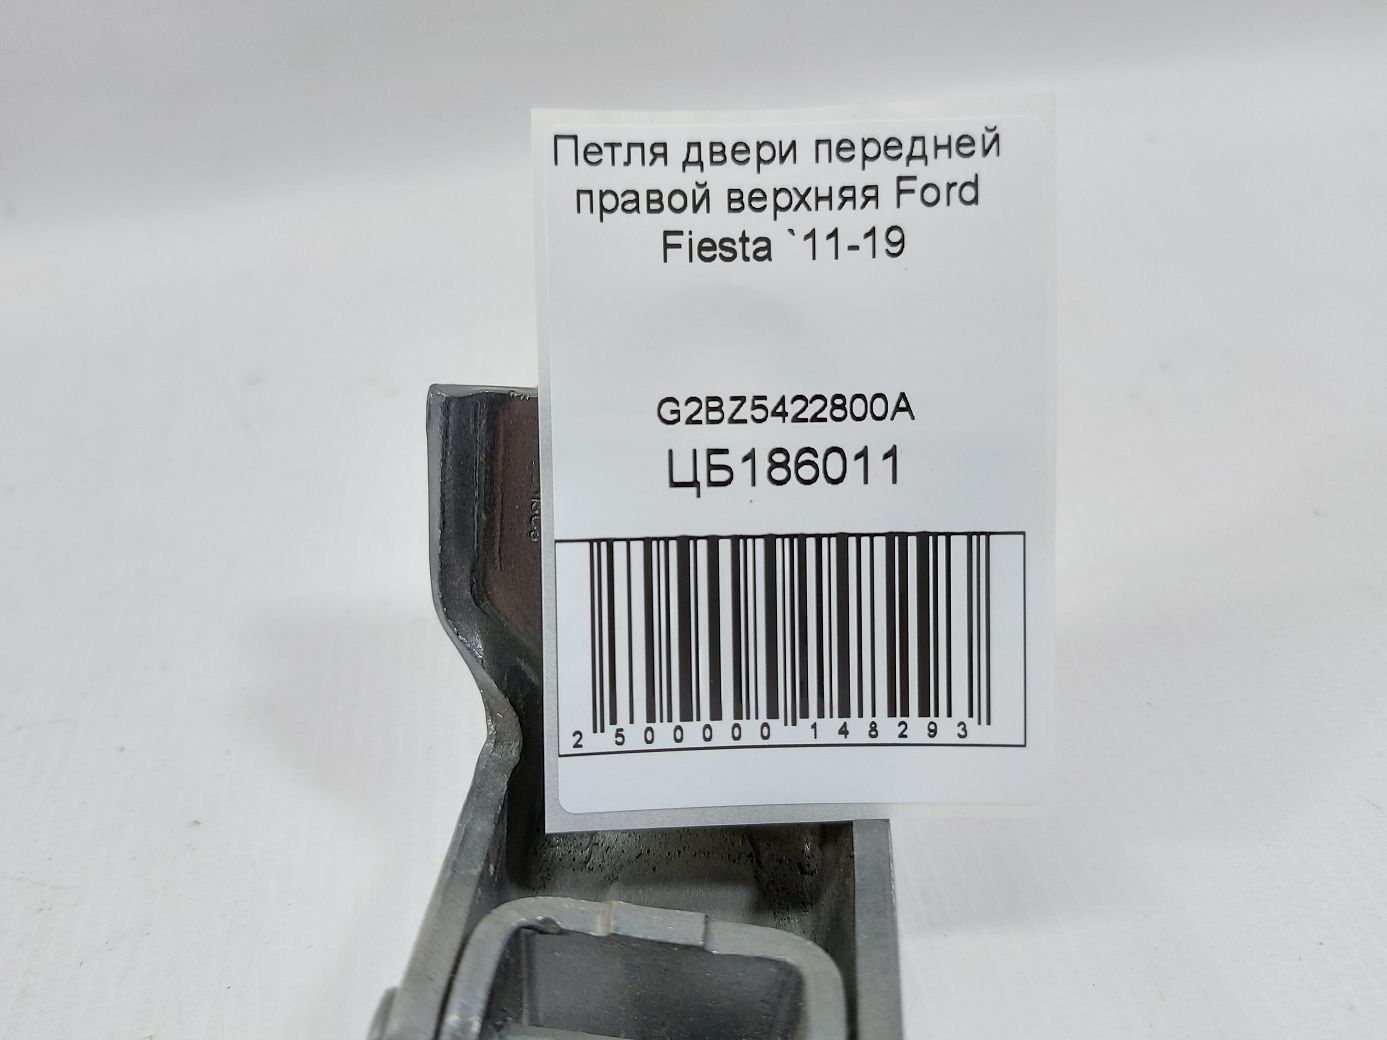 Петля двери передней
правой верхняя Ford
Fiesta `11-19
G2BZ5422800A
ЦБ186011
2 500000 148293